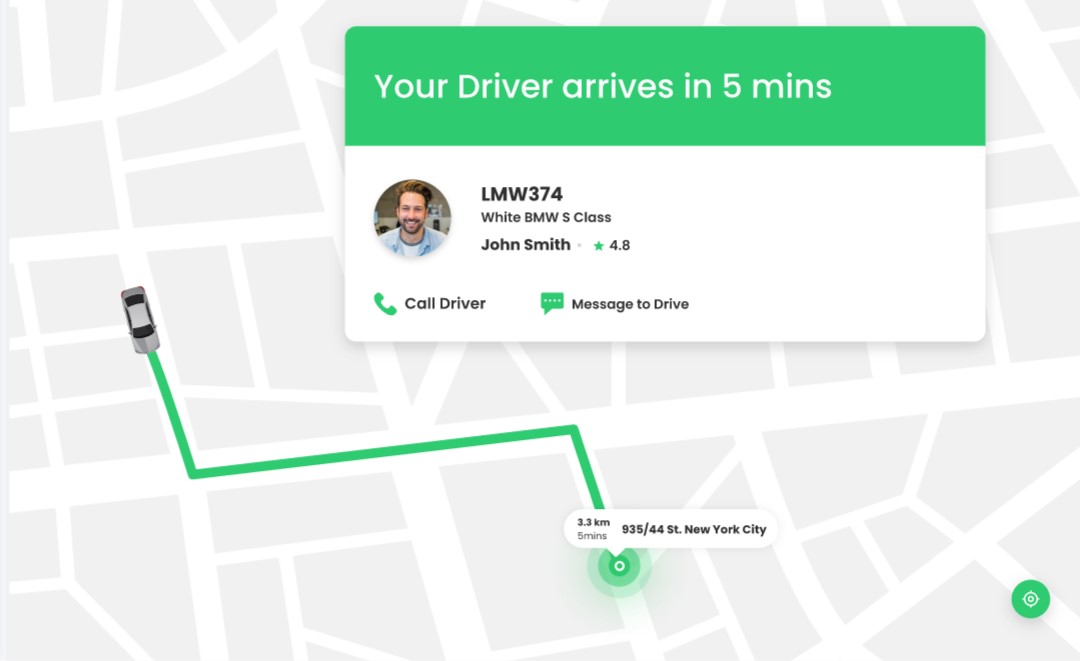 Your Driver arrives in 5 mins
LMW374
White BMW S Class
John Smith • ★ 4.8
Call Driver
Message to Drive
3.3 km
5mins
935/44 St. New York City